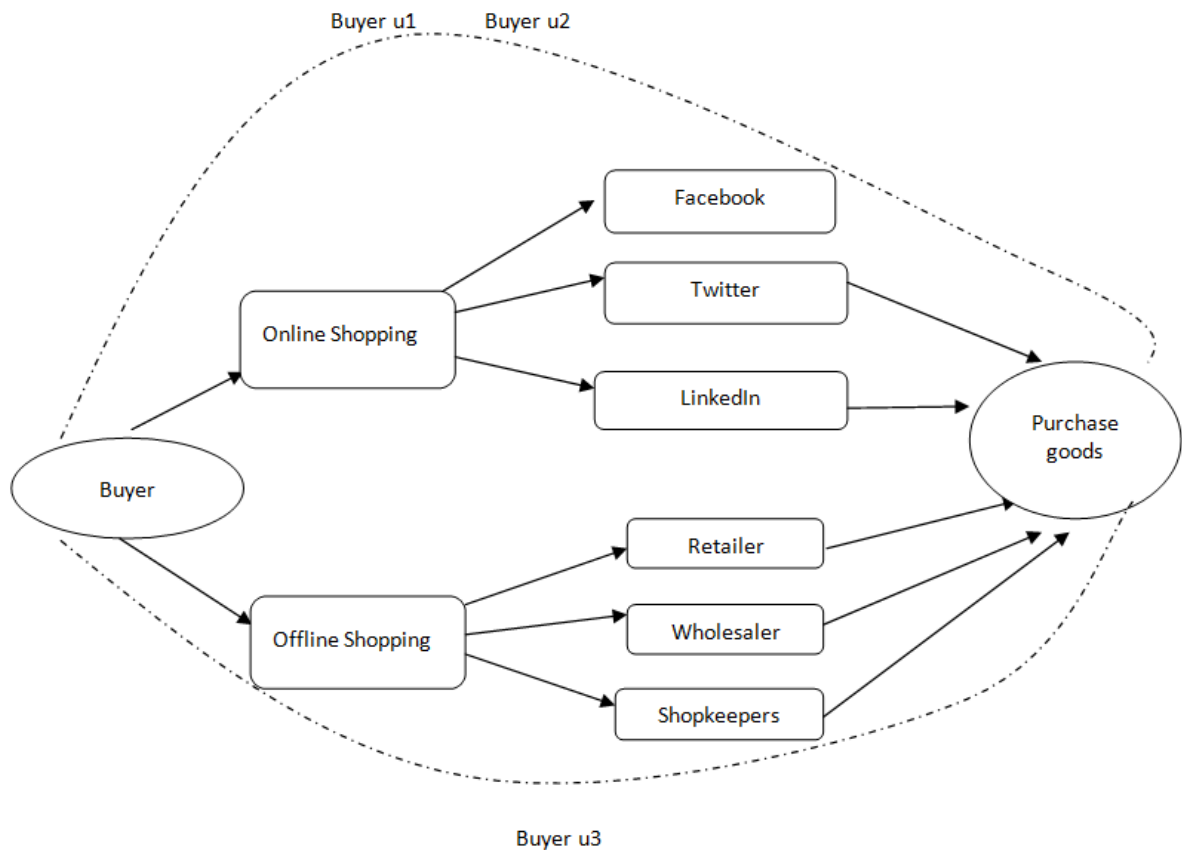 Buyer u1
Buyer u2
Facebook
Twitter
Online Shopping
LinkedIn
Purchase
goods
Buyer
Retailer
Wholesaler
Offline Shopping
Shopkeepers
Buyer u3